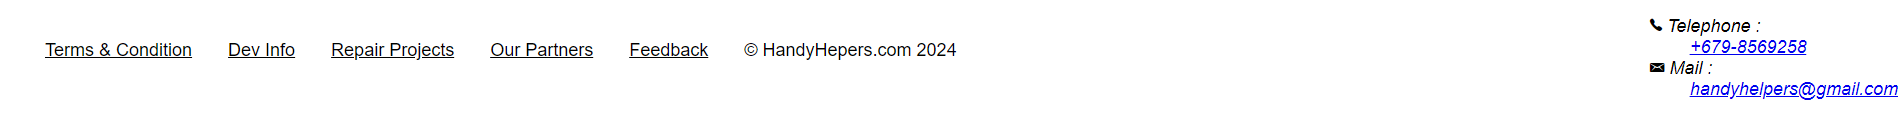 Terms & Condition Dev Info Repair Projects Our Partners Feedback © HandyHepers.com 2024
Telephone :
+679-8569258
Mail :
handyhelpers@gmail.com